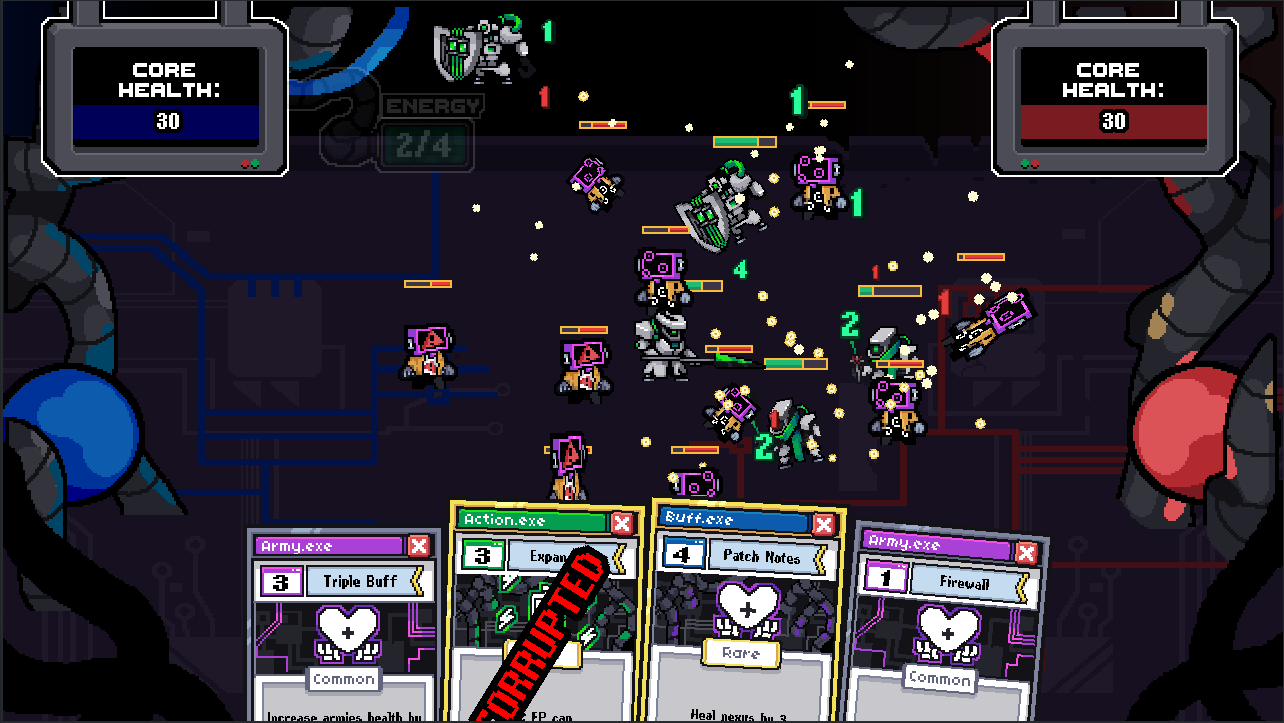 CORE
HEALTH:
30
ENERGY
2/4
CORE
HEALTH:
30
1
1
1
1
4
1
1
2
2
Army.exe
3
Triple Buff
Common
Increase armies health by
Action.exe
3
CORRUPTED
EP can
Buff.exe
4
Patch Notes
Rare
Heal nexus by 3
Army.exe
1
Firewall
Common